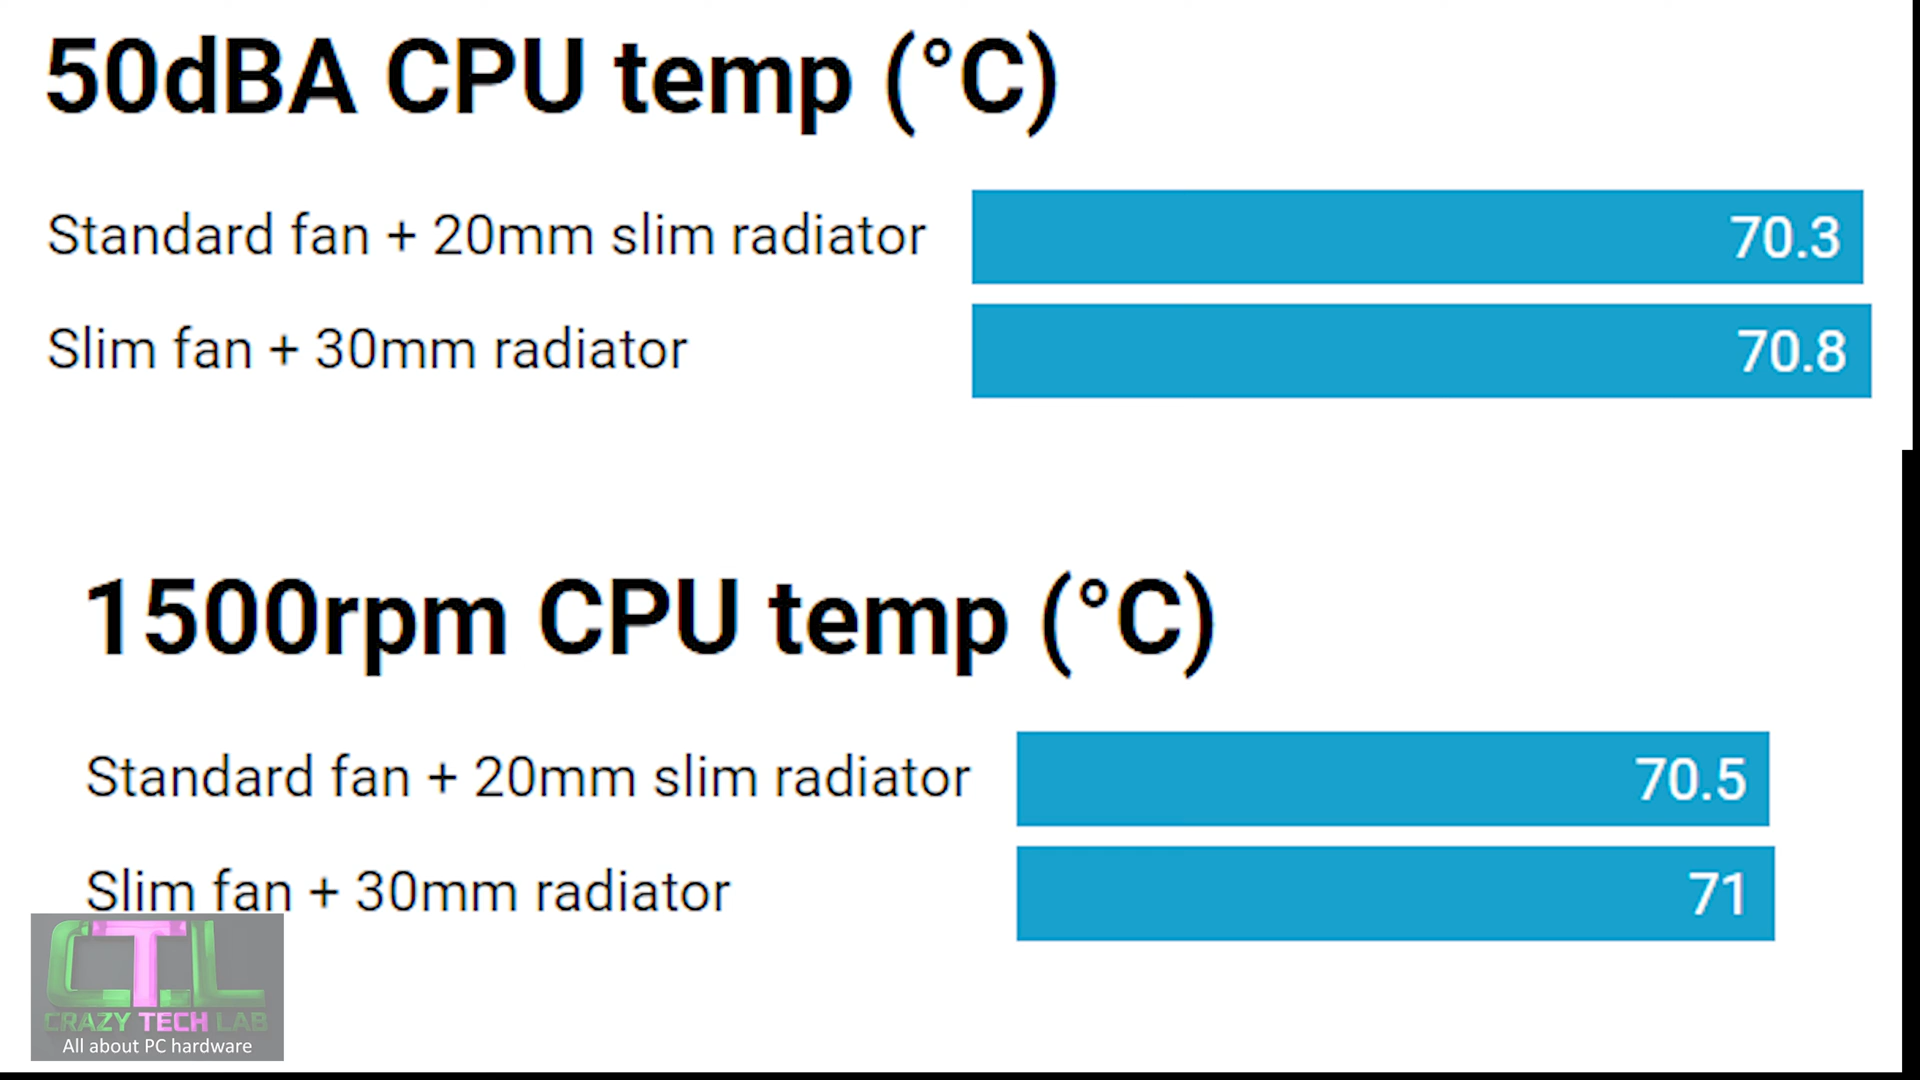 50dBA CPU temp (°C)
Standard fan + 20mm slim radiator 70.3
Slim fan + 30mm radiator 70.8
1500rpm CPU temp (°C)
Standard fan + 20mm slim radiator 70.5
Slim fan + 30mm radiator 71
CTL
CRAZY TECH LAB
All about PC hardware